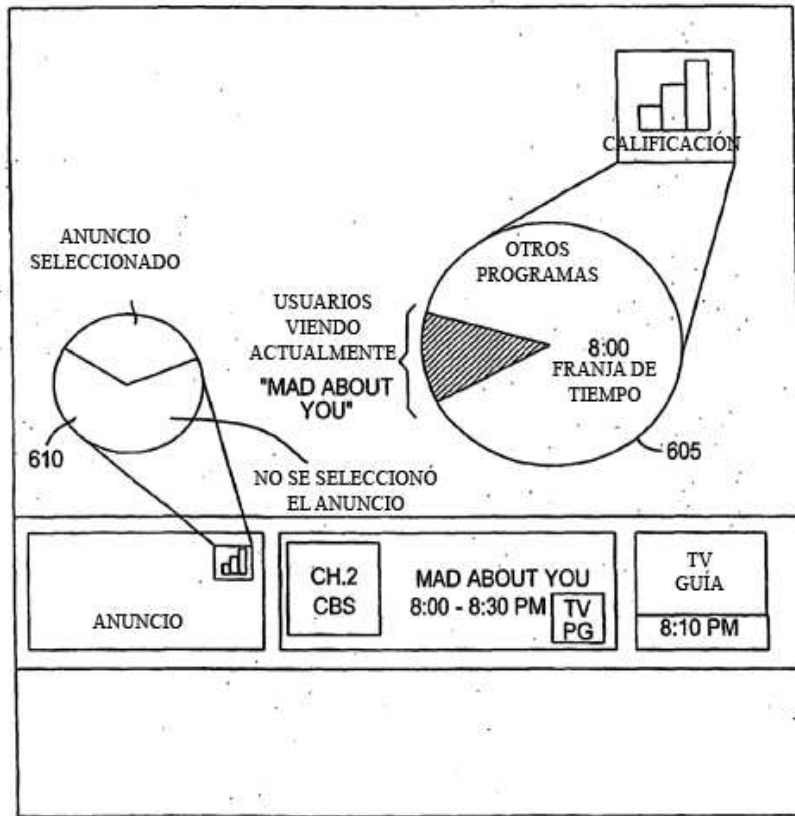 CALIFICACIÓN
ANUNCIO
SELECCIONADO
OTROS
PROGRAMAS
USUARIOS
VIENDO
ACTUALMENTE
"MAD ABOUT
YOU"
8:00
FRANJA DE
TIEMPO
610
605
NO SE SELECCIONÓ
EL ANUNCIO
ANUNCIO
CH.2
CBS
MAD ABOUT YOU
8:00 - 8:30 PM
TV
PG
TV
GUÍA
8:10 PM